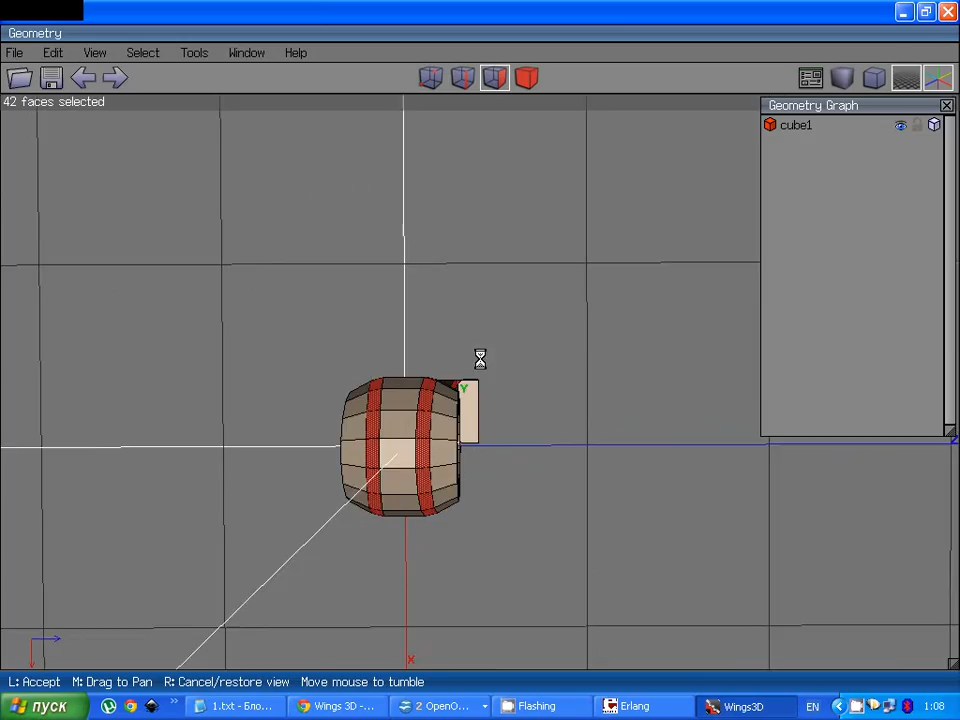 Geometry
File Edit View Select Tools Window Help
42 faces selected
Geometry Graph
cube1
Y
Z
X
L: Accept M: Drag to Pan R: Cancel/restore view Move mouse to tumble
пуск 1.txt - Бло... Wings 3D -... 2 OpenO... Flashing Erlang Wings3D EN 1:08